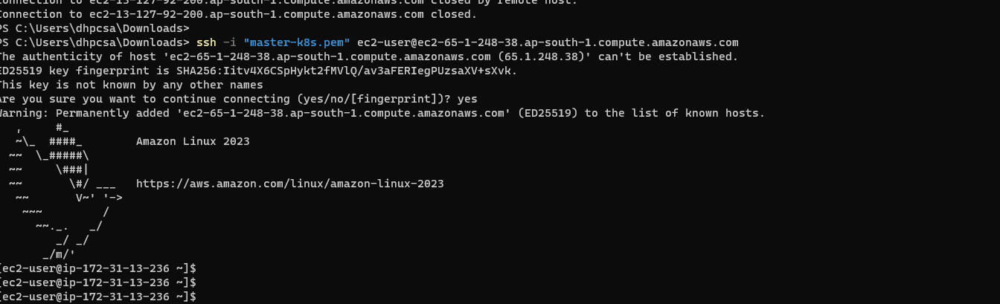 Connection to ec2-13-127-92-200.ap-south-1.compute.amazonaws.com closed by remote host.
Connection to ec2-13-127-92-200.ap-south-1.compute.amazonaws.com closed.
PS C:\Users\dhpcsa\Downloads>
PS C:\Users\dhpcsa\Downloads> ssh -i "master-k8s.pem" ec2-user@ec2-65-1-248-38.ap-south-1.compute.amazonaws.com
The authenticity of host 'ec2-65-1-248-38.ap-south-1.compute.amazonaws.com (65.1.248.38)' can't be established.
ED25519 key fingerprint is SHA256:Iitv4X6CSpHykt2fMVlQ/av3aFERIegPUzsaXV+sXvk.
This key is not known by any other names
Are you sure you want to continue connecting (yes/no/[fingerprint])? yes
Warning: Permanently added 'ec2-65-1-248-38.ap-south-1.compute.amazonaws.com' (ED25519) to the list of known hosts.
   ,     #_
   ~\_  ####_        Amazon Linux 2023
  ~~  \_#####\
  ~~     \###|
  ~~       \#/ ___   https://aws.amazon.com/linux/amazon-linux-2023
   ~~       V~' '->
    ~~~         /
      ~~._.   _/
         _/ _/
       _/m/'
[ec2-user@ip-172-31-13-236 ~]$
[ec2-user@ip-172-31-13-236 ~]$
[ec2-user@ip-172-31-13-236 ~]$